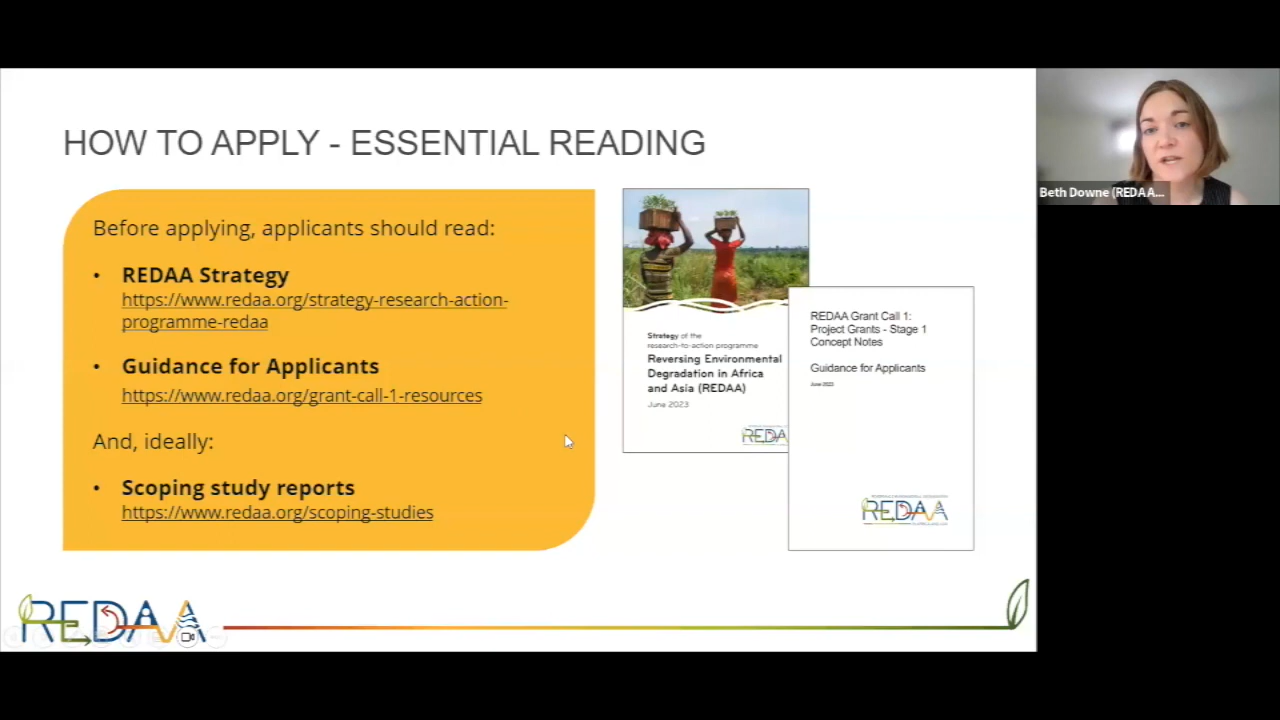 HOW TO APPLY - ESSENTIAL READING
Before applying, applicants should read:
• REDAA Strategy
https://www.redaa.org/strategy-research-action-
programme-redaa
• Guidance for Applicants
https://www.redaa.org/grant-call-1-resources
And, ideally:
• Scoping study reports
https://www.redaa.org/scoping-studies
Strategy of the
research-to-action programme
Reversing Environmental
Degradation in Africa
and Asia (REDAA)
June 2023
REDA
REDAA Grant Call 1:
Project Grants - Stage 1
Concept Notes
Guidance for Applicants
June 2023
REDAA
Beth Downe (REDAA...
REDAA